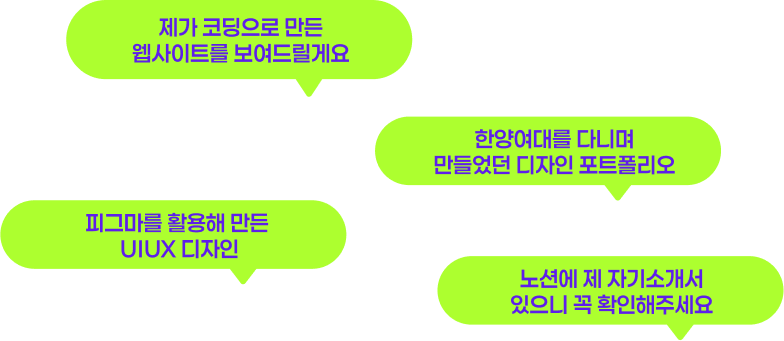 제가 코딩으로 만든
웹사이트를 보여드릴게요
한양여대를 다니며
만들었던 디자인 포트폴리오
피그마를 활용해 만든
UIUX 디자인
노션에 제 자기소개서
있으니 꼭 확인해주세요